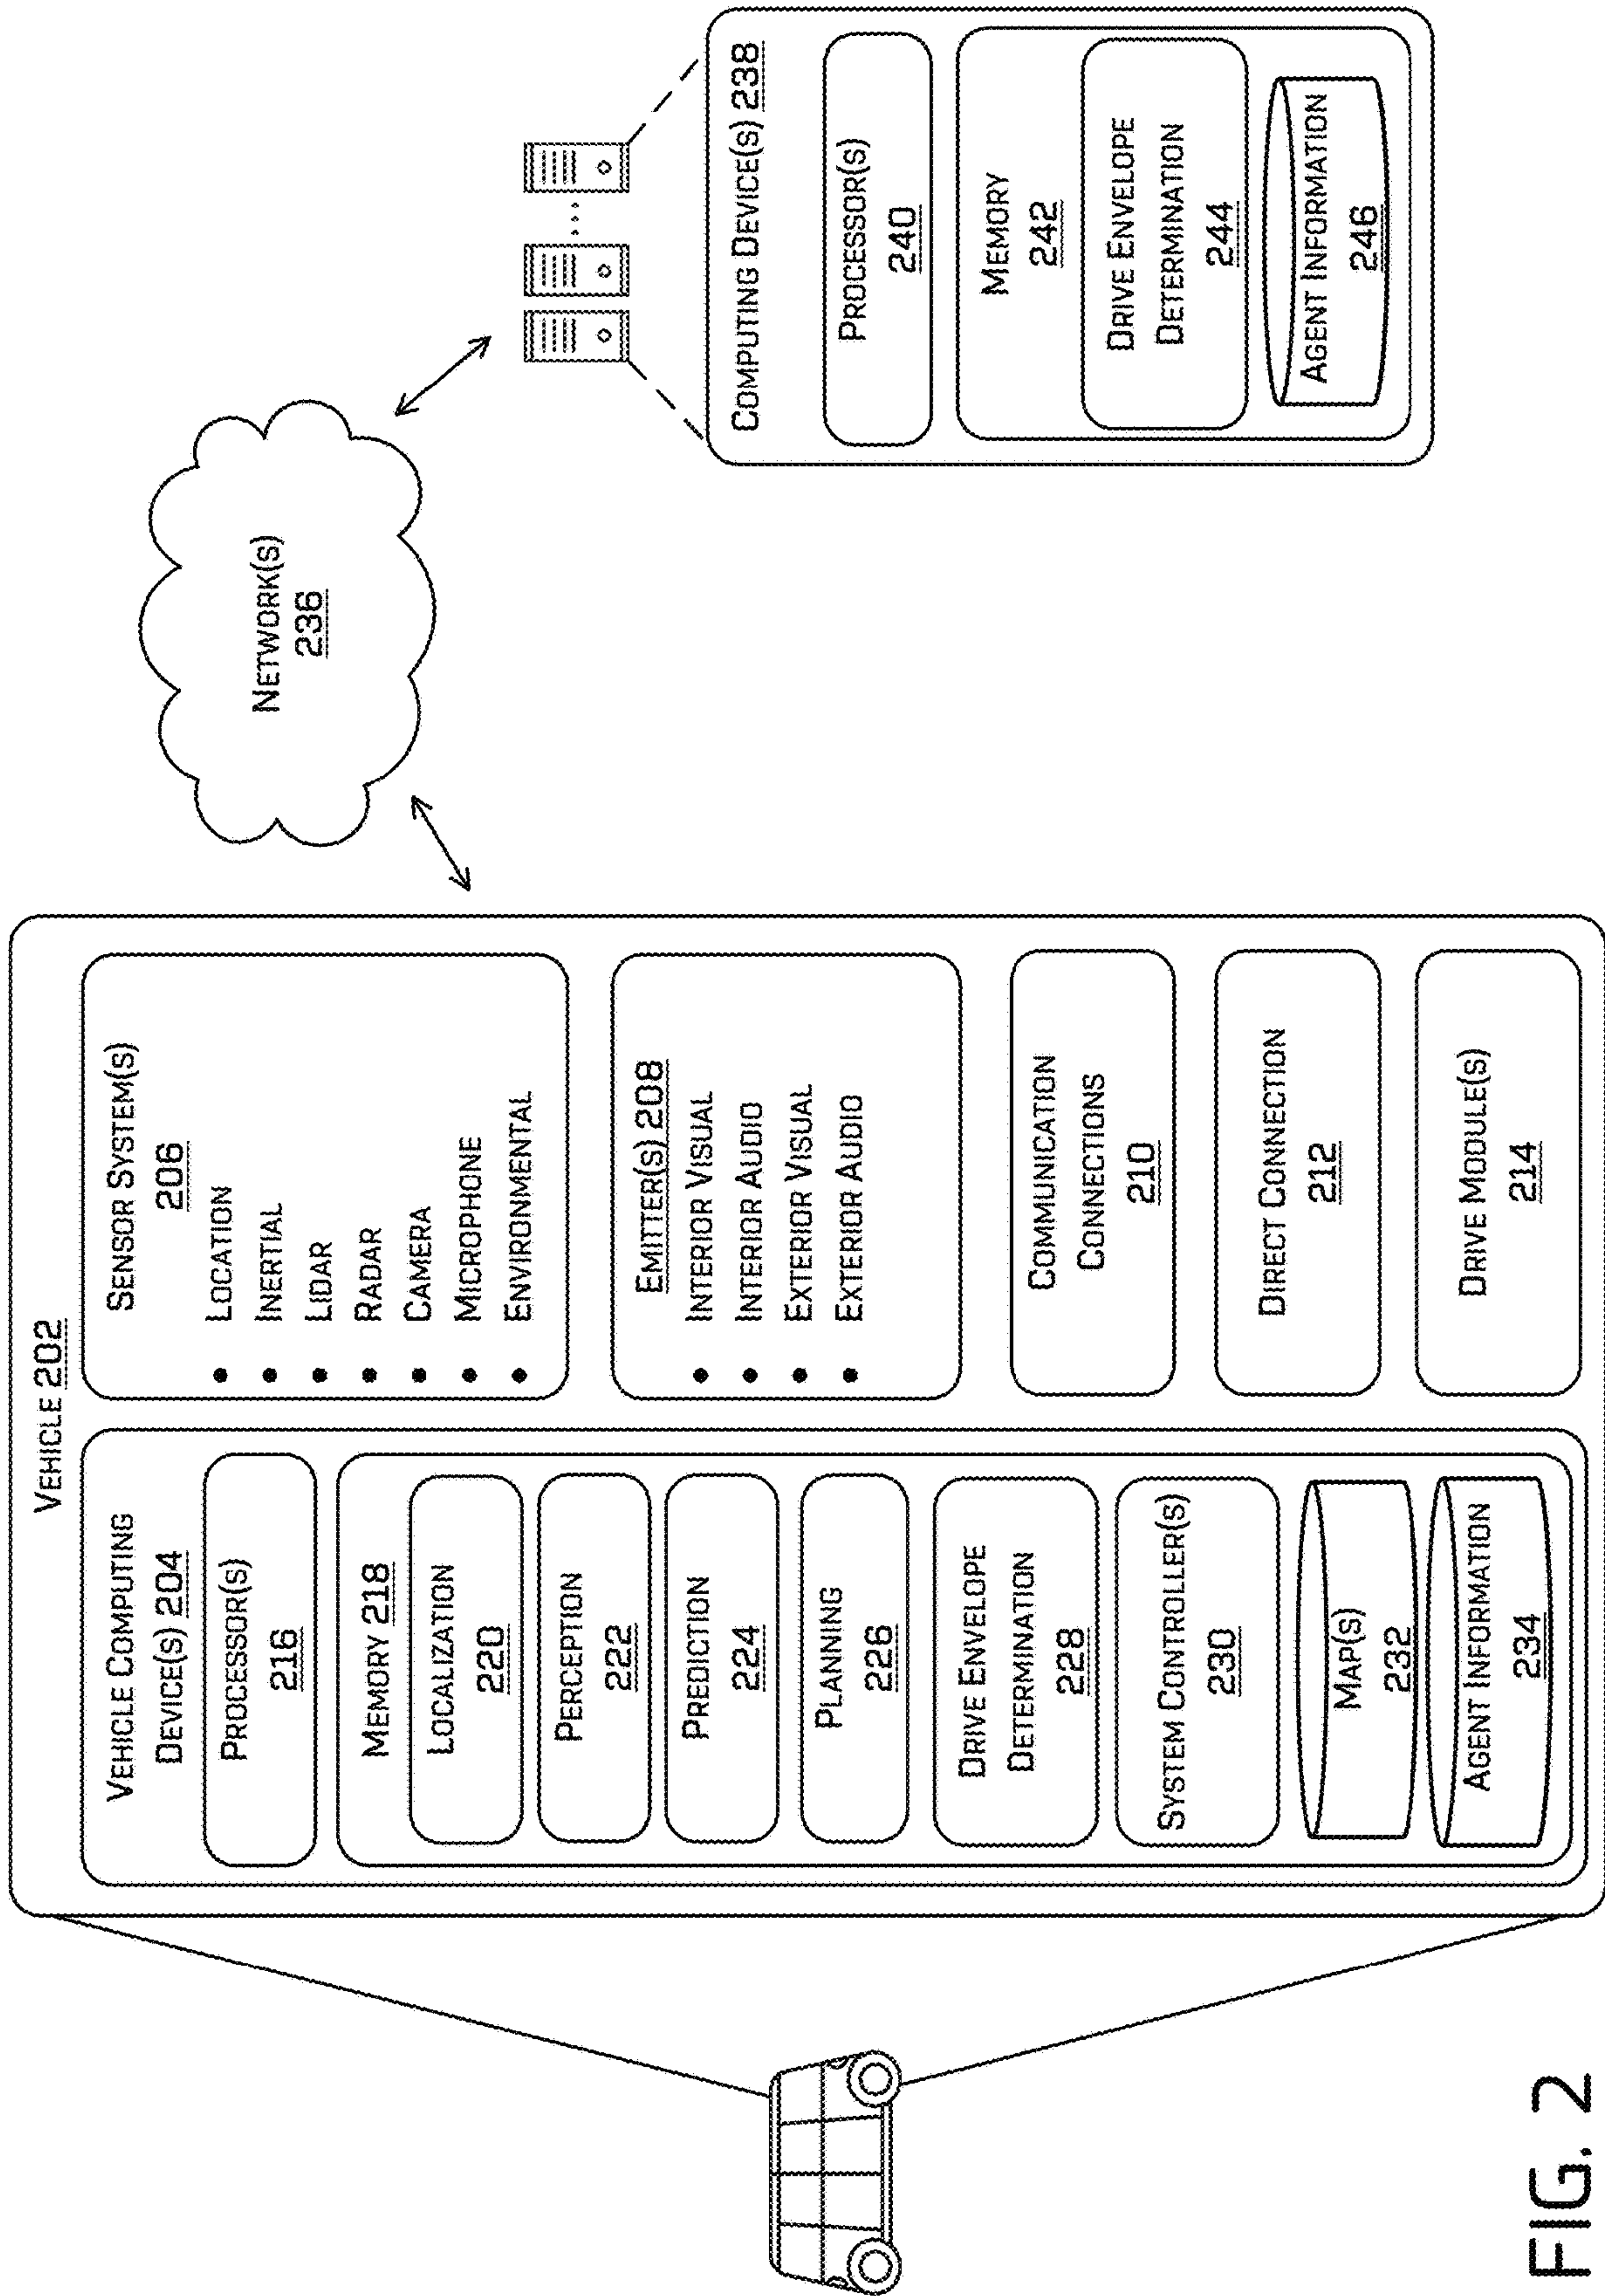 VEHICLE 202
VEHICLE COMPUTING
DEVICE(S) 204
PROCESSOR(S)
216
MEMORY 218
LOCALIZATION
220
PERCEPTION
222
PREDICTION
224
PLANNING
226
DRIVE ENVELOPE
DETERMINATION
228
SYSTEM CONTROLLER(S)
230
MAP(S)
232
AGENT INFORMATION
234
SENSOR SYSTEM(S)
206
• LOCATION
• INERTIAL
• LIDAR
• RADAR
• CAMERA
• MICROPHONE
• ENVIRONMENTAL
EMITTER(S) 208
• INTERIOR VISUAL
• INTERIOR AUDIO
• EXTERIOR VISUAL
• EXTERIOR AUDIO
COMMUNICATION
CONNECTIONS
210
DIRECT CONNECTION
212
DRIVE MODULE(S)
214
NETWORK(S)
236
COMPUTING DEVICE(S) 238
PROCESSOR(S)
240
MEMORY
242
DRIVE ENVELOPE
DETERMINATION
244
AGENT INFORMATION
246
FIG. 2